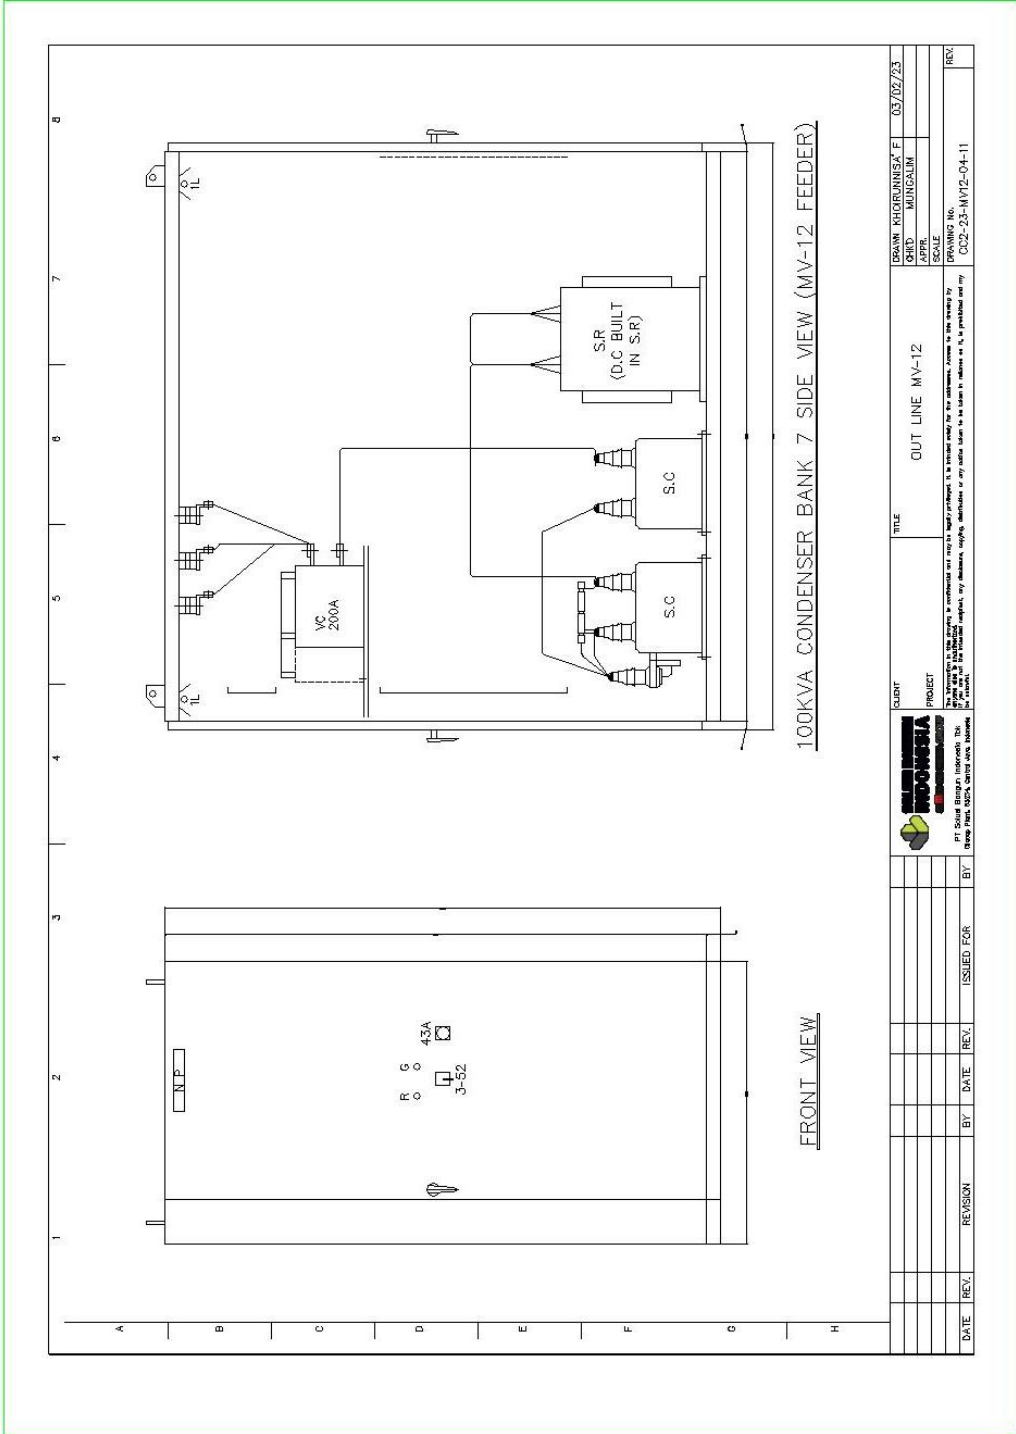 8
7
6
5
4
3
2
1
A
B
C
D
E
F
G
H
1L
1L
VC
200A
S.C
S.C
S.R
(D.C BUILT
IN S.R)
100KVA CONDENSER BANK 7 SIDE VIEW (MV-12 FEEDER)
N P
R
G
43A
3-52
FRONT VIEW
DATE
REV.
REVISION
BY
DATE
REV.
ISSUED FOR
BY
INDONESIA
PT Solusi Bangun Indonesia Tbk
CLIENT
PROJECT
TITLE
OUT LINE MV-12
DRAWN KHOIRUNNISA' F 03/02/23
CHK'D MUNGALIM
APPR.
SCALE
DRAWING No.
CC2-23-MV12-04-11
REV.